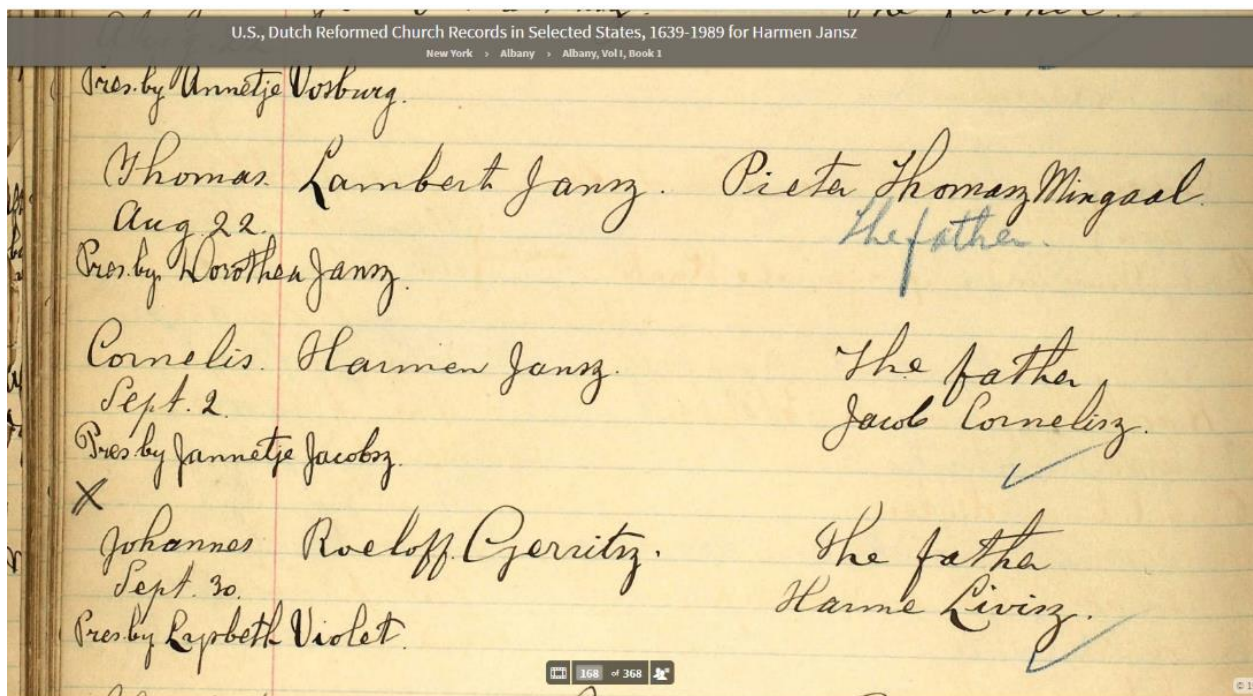 U.S., Dutch Reformed Church Records in Selected States, 1639-1989 for Harmen Jansz
New York > Albany > Albany, Vol I, Book 1
Pres. by Annetje Vosburg.
Thomas. Lambert Jansz. Pieter Thomasz Mingaal.
Aug. 22. The father.
Pres. by Dorothea Jansz.
Cornelis. Harmen Jansz. The father,
Sept. 2. Jacob Cornelisz.
Pres. by Jannetje Jacobsz.
X
Johannes Roeloff Gerritsz. The father
Sept. 30. Harme Livisz.
Pres. by Lysbeth Violet.
168 of 368